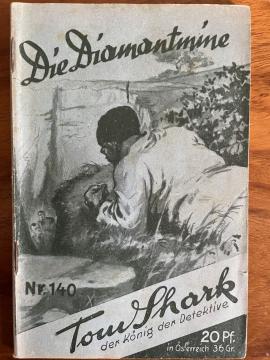 Die Diamantmine
Nr. 140
Tom Shark
der König der Detektive
20 Pf.
in Österreich 36 Gr.